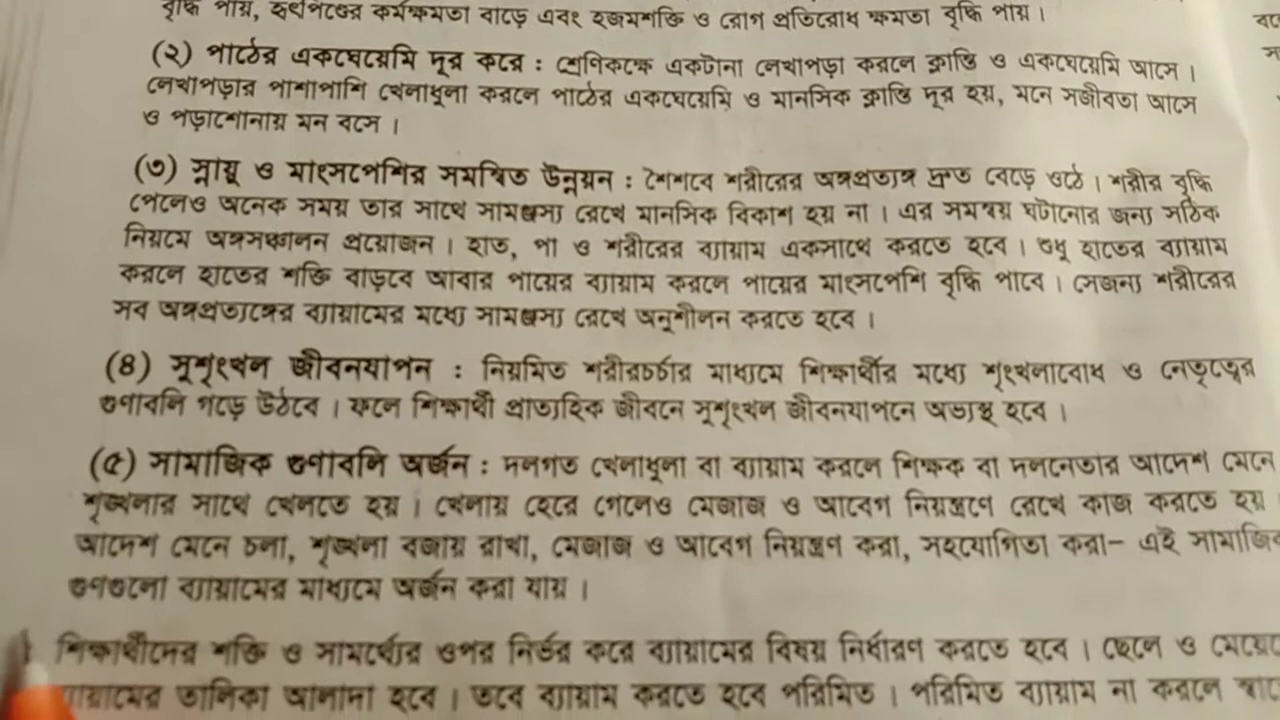 বৃদ্ধি পায়, হৃৎপিণ্ডের কর্মক্ষমতা বাড়ে এবং হজমশক্তি ও রোগ প্রতিরোধ ক্ষমতা বৃদ্ধি পায়।
(২) পাঠের একঘেয়েমি দূর করে : শ্রেণিকক্ষে একটানা লেখাপড়া করলে ক্লান্তি ও একঘেয়েমি আসে।
লেখাপড়ার পাশাপাশি খেলাধুলা করলে পাঠের একঘেয়েমি ও মানসিক ক্লান্তি দূর হয়, মনে সজীবতা আসে
ও পড়াশোনায় মন বসে।
(৩) স্নায়ু ও মাংসপেশির সমন্বিত উন্নয়ন : শৈশবে শরীরের অঙ্গপ্রত্যঙ্গ দ্রুত বেড়ে ওঠে। শরীর বৃদ্ধি
পেলেও অনেক সময় তার সাথে সামঞ্জস্য রেখে মানসিক বিকাশ হয় না। এর সমন্বয় ঘটানোর জন্য সঠিক
নিয়মে অঙ্গসঞ্চালন প্রয়োজন। হাত, পা ও শরীরের ব্যায়াম একসাথে করতে হবে। শুধু হাতের ব্যায়াম
করলে হাতের শক্তি বাড়বে আবার পায়ের ব্যায়াম করলে পায়ের মাংসপেশি বৃদ্ধি পাবে। সেজন্য শরীরের
সব অঙ্গপ্রত্যঙ্গের ব্যায়ামের মধ্যে সামঞ্জস্য রেখে অনুশীলন করতে হবে।
(৪) সুশৃংখল জীবনযাপন : নিয়মিত শরীরচর্চার মাধ্যমে শিক্ষার্থীর মধ্যে শৃংখলাবোধ ও নেতৃত্বের
গুণাবলি গড়ে উঠবে। ফলে শিক্ষার্থী প্রাত্যহিক জীবনে সুশৃংখল জীবনযাপনে অভ্যস্থ হবে।
(৫) সামাজিক গুণাবলি অর্জন : দলগত খেলাধুলা বা ব্যায়াম করলে শিক্ষক বা দলনেতার আদেশ মেনে
শৃঙ্খলার সাথে খেলতে হয়। খেলায় হেরে গেলেও মেজাজ ও আবেগ নিয়ন্ত্রণে রেখে কাজ করতে হয়
আদেশ মেনে চলা, শৃঙ্খলা বজায় রাখা, মেজাজ ও আবেগ নিয়ন্ত্রণ করা, সহযোগিতা করা– এই
গুণগুলো ব্যায়ামের মাধ্যমে অর্জন করা যায়।
শিক্ষার্থীদের শক্তি ও সামর্থ্যের ওপর নির্ভর করে ব্যায়ামের বিষয় নির্ধারণ করতে হবে। ছেলে ও
তালিকা আলাদা হবে। তবে ব্যায়াম করতে হবে পরিমিত। পরিমিত ব্যায়াম না করলে